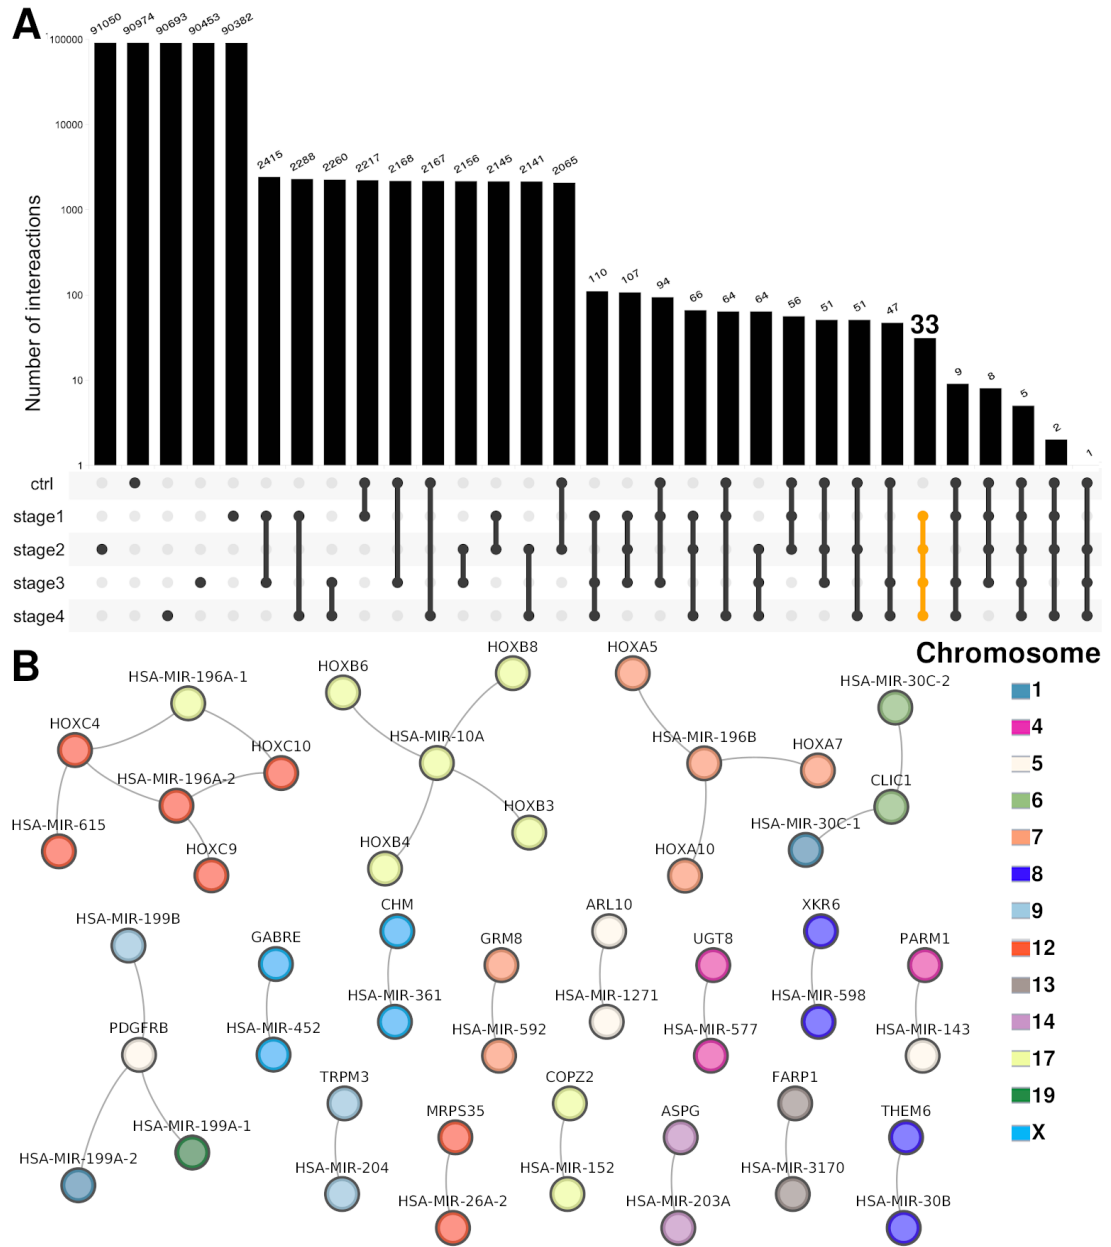 A
91050 90974 90693 90453 90382
100000
10000
2415 2288 2260 2217 2168 2167 2156 2145 2141 2065
1000
110 107 94 66 64 64 56 51 51 47 33
100
10
9 8 5 2 1
1
Number of intereactions
ctrl
stage1
stage2
stage3
stage4
B
Chromosome
1
4
5
6
7
8
9
12
13
14
17
19
X
HSA-MIR-196A-1
HOXC4
HOXC10
HSA-MIR-196A-2
HSA-MIR-615
HOXC9
HOXB6
HOXB8
HSA-MIR-10A
HOXB3
HOXB4
HOXA5
HSA-MIR-196B
HOXA7
HOXA10
HSA-MIR-30C-2
CLIC1
HSA-MIR-30C-1
HSA-MIR-199B
PDGFRB
HSA-MIR-199A-1
HSA-MIR-199A-2
GABRE
HSA-MIR-452
CHM
HSA-MIR-361
GRM8
HSA-MIR-592
ARL10
HSA-MIR-1271
UGT8
HSA-MIR-577
XKR6
HSA-MIR-598
PARM1
HSA-MIR-143
TRPM3
HSA-MIR-204
MRPS35
HSA-MIR-26A-2
COPZ2
HSA-MIR-152
ASPG
HSA-MIR-203A
FARP1
HSA-MIR-3170
THEM6
HSA-MIR-30B